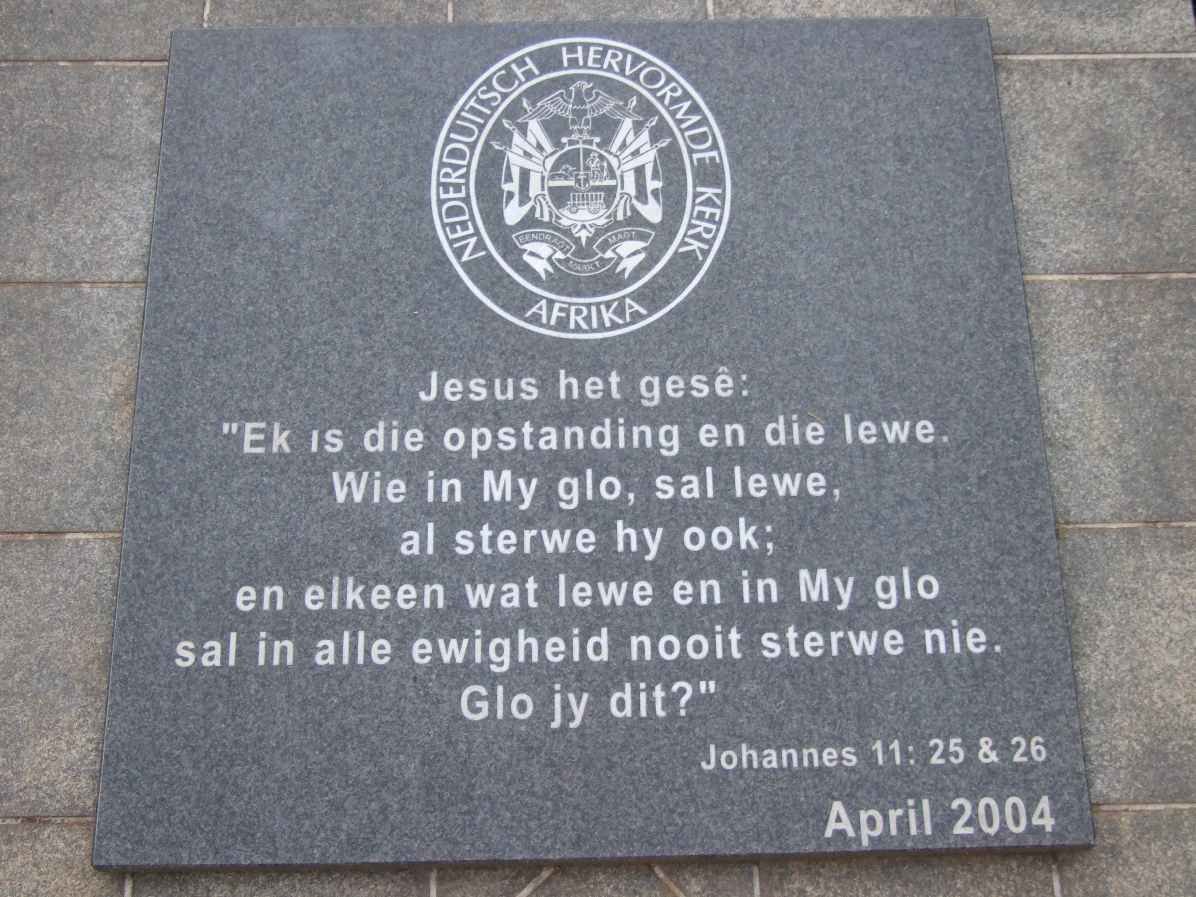 NEDERDUITSCH HERVORMDE KERK
AFRIKA
EENDRAGT MAAKT MAGT
Jesus het gesê:
"Ek is die opstanding en die lewe.
Wie in My glo, sal lewe,
al sterwe hy ook;
en elkeen wat lewe en in My glo
sal in alle ewigheid nooit sterwe nie.
Glo jy dit?"
Johannes 11: 25 & 26
April 2004